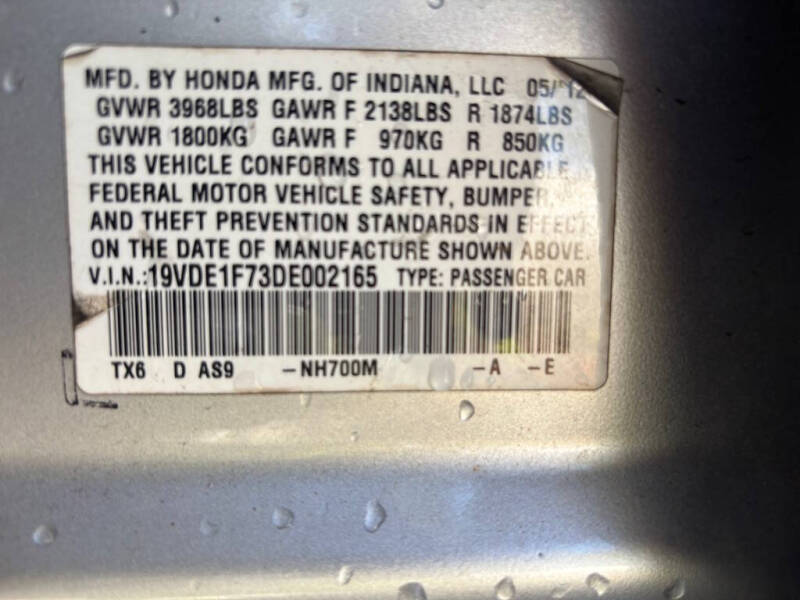 MFD. BY HONDA MFG. OF INDIANA, LLC 05/12
GVWR 3968LBS GAWR F 2138LBS R 1874LBS
GVWR 1800KG GAWR F 970KG R 850KG
THIS VEHICLE CONFORMS TO ALL APPLICABLE
FEDERAL MOTOR VEHICLE SAFETY, BUMPER,
AND THEFT PREVENTION STANDARDS IN EFFECT
ON THE DATE OF MANUFACTURE SHOWN ABOVE.
V.I.N.:19VDE1F73DE002165 TYPE: PASSENGER CAR
TX6 D AS9 -NH700M -A -E